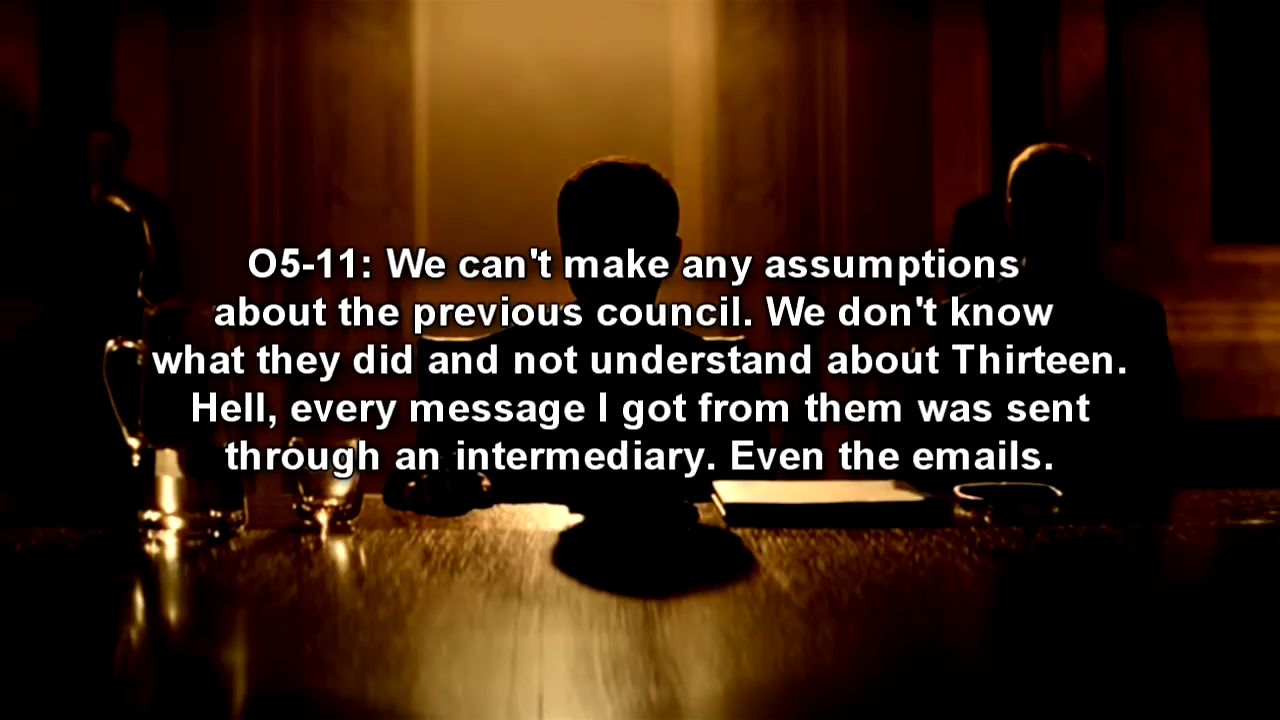 O5-11: We can't make any assumptions
about the previous council. We don't know
what they did and not understand about Thirteen.
Hell, every message I got from them was sent
through an intermediary. Even the emails.